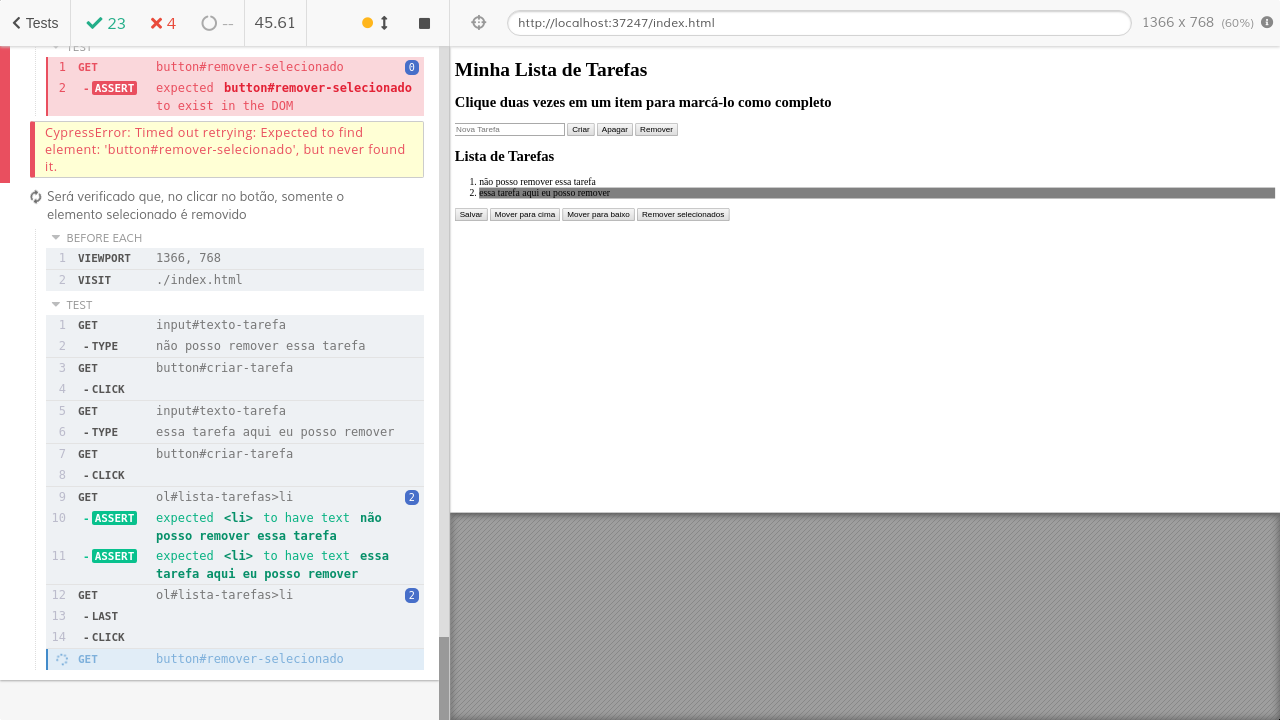 Tests 23 4 -- 45.61
TEST
1 GET button#remover-selecionado 0
2 - ASSERT expected button#remover-selecionado
to exist in the DOM
CypressError: Timed out retrying: Expected to find
element: 'button#remover-selecionado', but never found
it.
Será verificado que, no clicar no botão, somente o
elemento selecionado é removido
BEFORE EACH
1 VIEWPORT 1366, 768
2 VISIT ./index.html
TEST
1 GET input#texto-tarefa
2 - TYPE não posso remover essa tarefa
3 GET button#criar-tarefa
4 - CLICK
5 GET input#texto-tarefa
6 - TYPE essa tarefa aqui eu posso remover
7 GET button#criar-tarefa
8 - CLICK
9 GET ol#lista-tarefas>li 2
10 - ASSERT expected <li> to have text não
posso remover essa tarefa
11 - ASSERT expected <li> to have text essa
tarefa aqui eu posso remover
12 GET ol#lista-tarefas>li 2
13 - LAST
14 - CLICK
GET button#remover-selecionado
http://localhost:37247/index.html 1366 x 768 (60%)
Minha Lista de Tarefas
Clique duas vezes em um item para marcá-lo como completo
Nova Tarefa Criar Apagar Remover
Lista de Tarefas
1. não posso remover essa tarefa
2. essa tarefa aqui eu posso remover
Salvar Mover para cima Mover para baixo Remover selecionados